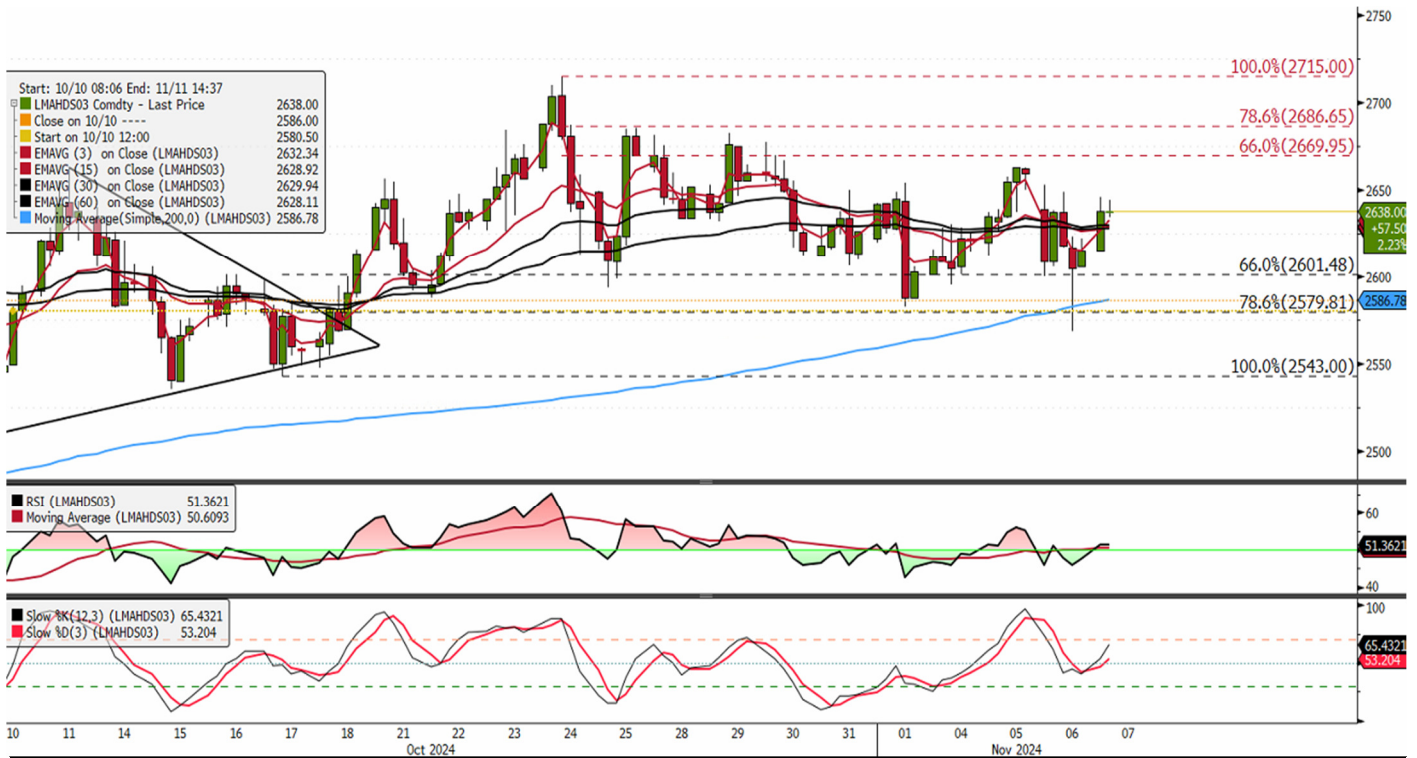 2750
100.0%(2715.00)
2700
78.6%(2686.65)
66.0%(2669.95)
2650
2638.00
+57.50
2.23%
66.0%(2601.48)
2600
78.6%(2579.81)
2586.78
2550
100.0%(2543.00)
2500
Start: 10/10 08:06 End: 11/11 14:37
LMAHDS03 Comdty - Last Price 2638.00
Close on 10/10 ---- 2586.00
Start on 10/10 12:00 2580.50
EMAVG (3) on Close (LMAHDS03) 2632.34
EMAVG (15) on Close (LMAHDS03) 2628.92
EMAVG (30) on Close (LMAHDS03) 2629.94
EMAVG (60) on Close (LMAHDS03) 2628.11
Moving Average(Simple,200,0) (LMAHDS03) 2586.78
RSI (LMAHDS03) 51.3621
Moving Average (LMAHDS03) 50.6093
60
51.3621
40
Slow %K(12,3) (LMAHDS03) 65.4321
Slow %D(3) (LMAHDS03) 53.204
100
65.4321
53.204
10 11 14 15 16 17 18 21 22 23 24 25 28 29 30 31 01 04 05 06 07
Oct 2024 Nov 2024